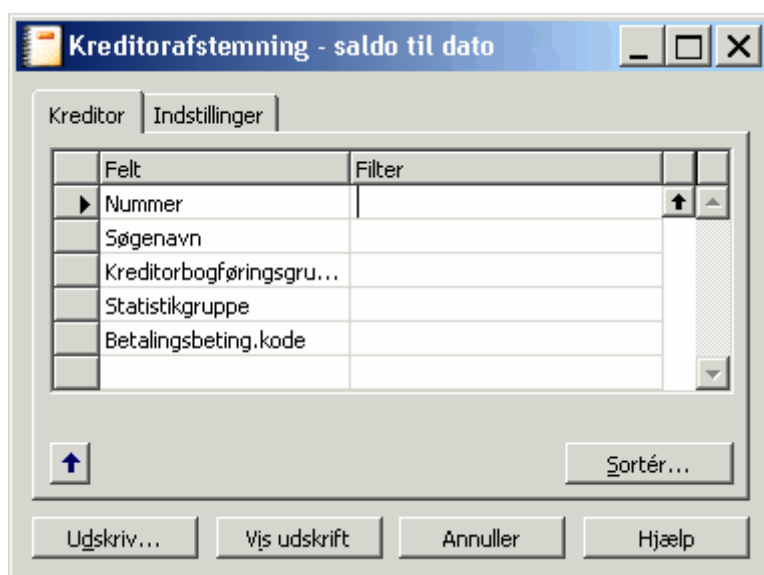 Kreditorafstemning - saldo til dato
Kreditor Indstillinger
Felt Filter
Nummer
Søgenavn
Kreditorbogføringsgru...
Statistikgruppe
Betalingsbeting.kode
Sortér...
Udskriv... Vis udskrift Annuller Hjælp